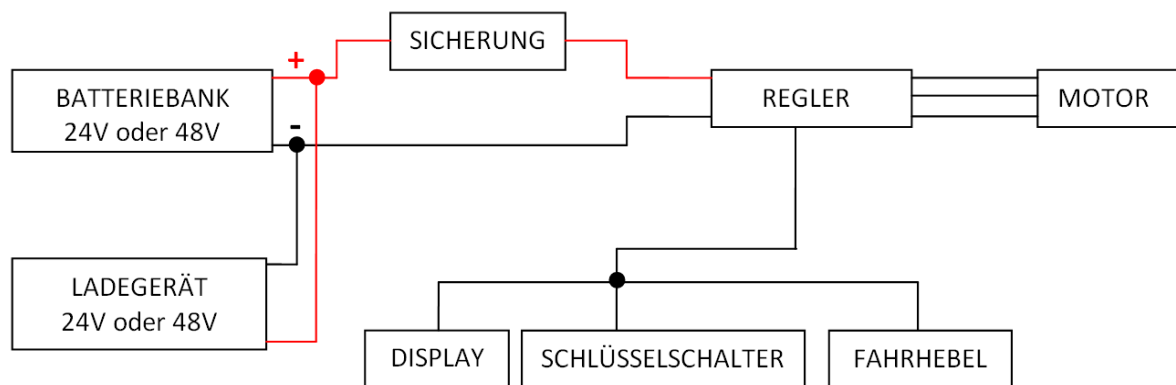 SICHERUNG
+
BATTERIEBANK
24V oder 48V
-
REGLER
MOTOR
LADEGERÄT
24V oder 48V
DISPLAY
SCHLÜSSELSCHALTER
FAHRHEBEL